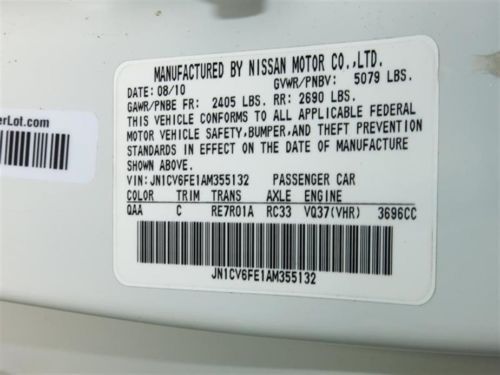 MANUFACTURED BY NISSAN MOTOR CO.,LTD.
DATE: 08/10 GVWR/PNBV: 5079 LBS.
GAWR/PNBE FR: 2405 LBS. RR: 2690 LBS.
THIS VEHICLE CONFORMS TO ALL APPLICABLE FEDERAL
MOTOR VEHICLE SAFETY,BUMPER,AND THEFT PREVENTION
STANDARDS IN EFFECT ON THE DATE OF MANUFACTURE
SHOWN ABOVE.
VIN: JN1CV6FE1AM355132 PASSENGER CAR
COLOR TRIM TRANS AXLE ENGINE
QAA C RE7R01A RC33 VQ37(VHR) 3696CC
JN1CV6FE1AM355132
erLot.com